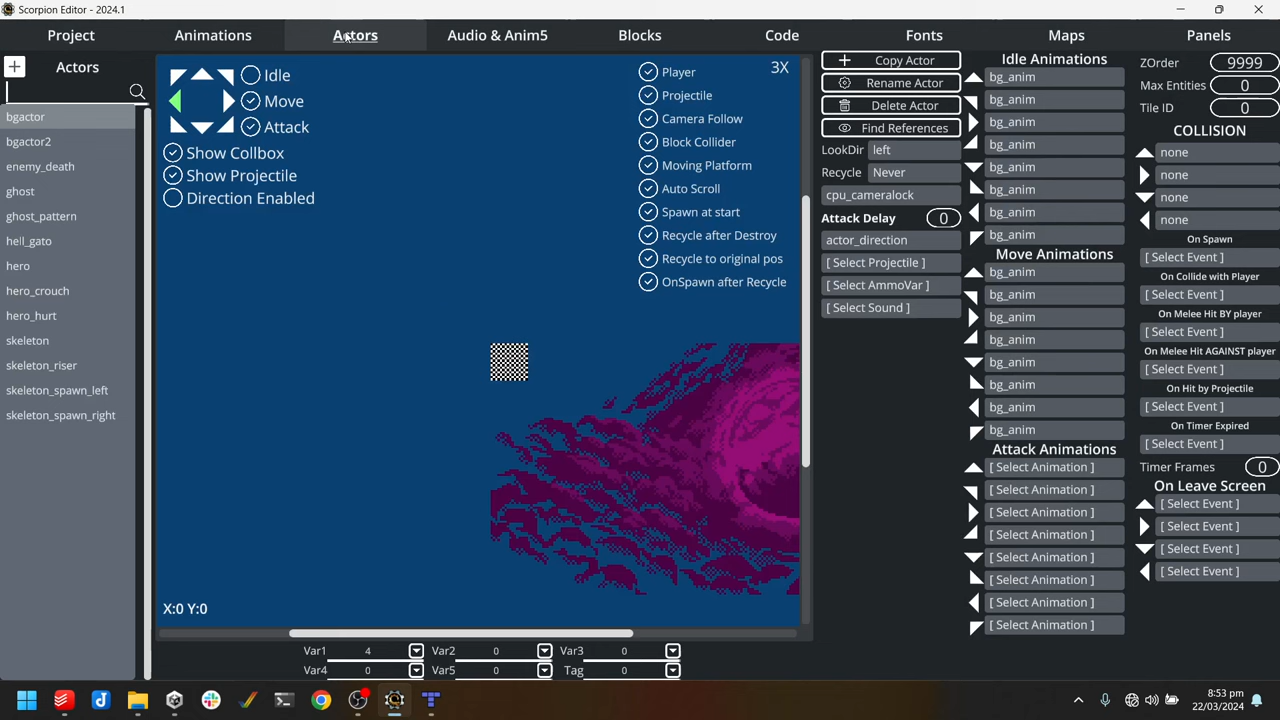 Scorpion Editor - 2024.1
Project
Animations
Actors
Audio & Anim5
Blocks
Code
Fonts
Maps
Panels
Actors
bgactor
bgactor2
enemy_death
ghost
ghost_pattern
hell_gato
hero
hero_crouch
hero_hurt
skeleton
skeleton_riser
skeleton_spawn_left
skeleton_spawn_right
Idle
Move
Attack
Show Collbox
Show Projectile
Direction Enabled
3X
Player
Projectile
Camera Follow
Block Collider
Moving Platform
Auto Scroll
Spawn at start
Recycle after Destroy
Recycle to original pos
OnSpawn after Recycle
X:0 Y:0
Var1 4
Var2 0
Var3 0
Var4 0
Var5 0
Tag 0
Copy Actor
Rename Actor
Delete Actor
Find References
LookDir left
Recycle Never
cpu_cameralock
Attack Delay 0
actor_direction
[ Select Projectile ]
[ Select AmmoVar ]
[ Select Sound ]
Idle Animations
bg_anim
bg_anim
bg_anim
bg_anim
bg_anim
bg_anim
bg_anim
bg_anim
Move Animations
bg_anim
bg_anim
bg_anim
bg_anim
bg_anim
bg_anim
bg_anim
bg_anim
Attack Animations
[ Select Animation ]
[ Select Animation ]
[ Select Animation ]
[ Select Animation ]
[ Select Animation ]
[ Select Animation ]
[ Select Animation ]
[ Select Animation ]
ZOrder 9999
Max Entities 0
Tile ID 0
COLLISION
none
none
none
none
On Spawn
[ Select Event ]
On Collide with Player
[ Select Event ]
On Melee Hit BY player
[ Select Event ]
On Melee Hit AGAINST player
[ Select Event ]
On Hit by Projectile
[ Select Event ]
On Timer Expired
[ Select Event ]
Timer Frames 0
On Leave Screen
[ Select Event ]
[ Select Event ]
[ Select Event ]
[ Select Event ]
8:53 pm
22/03/2024